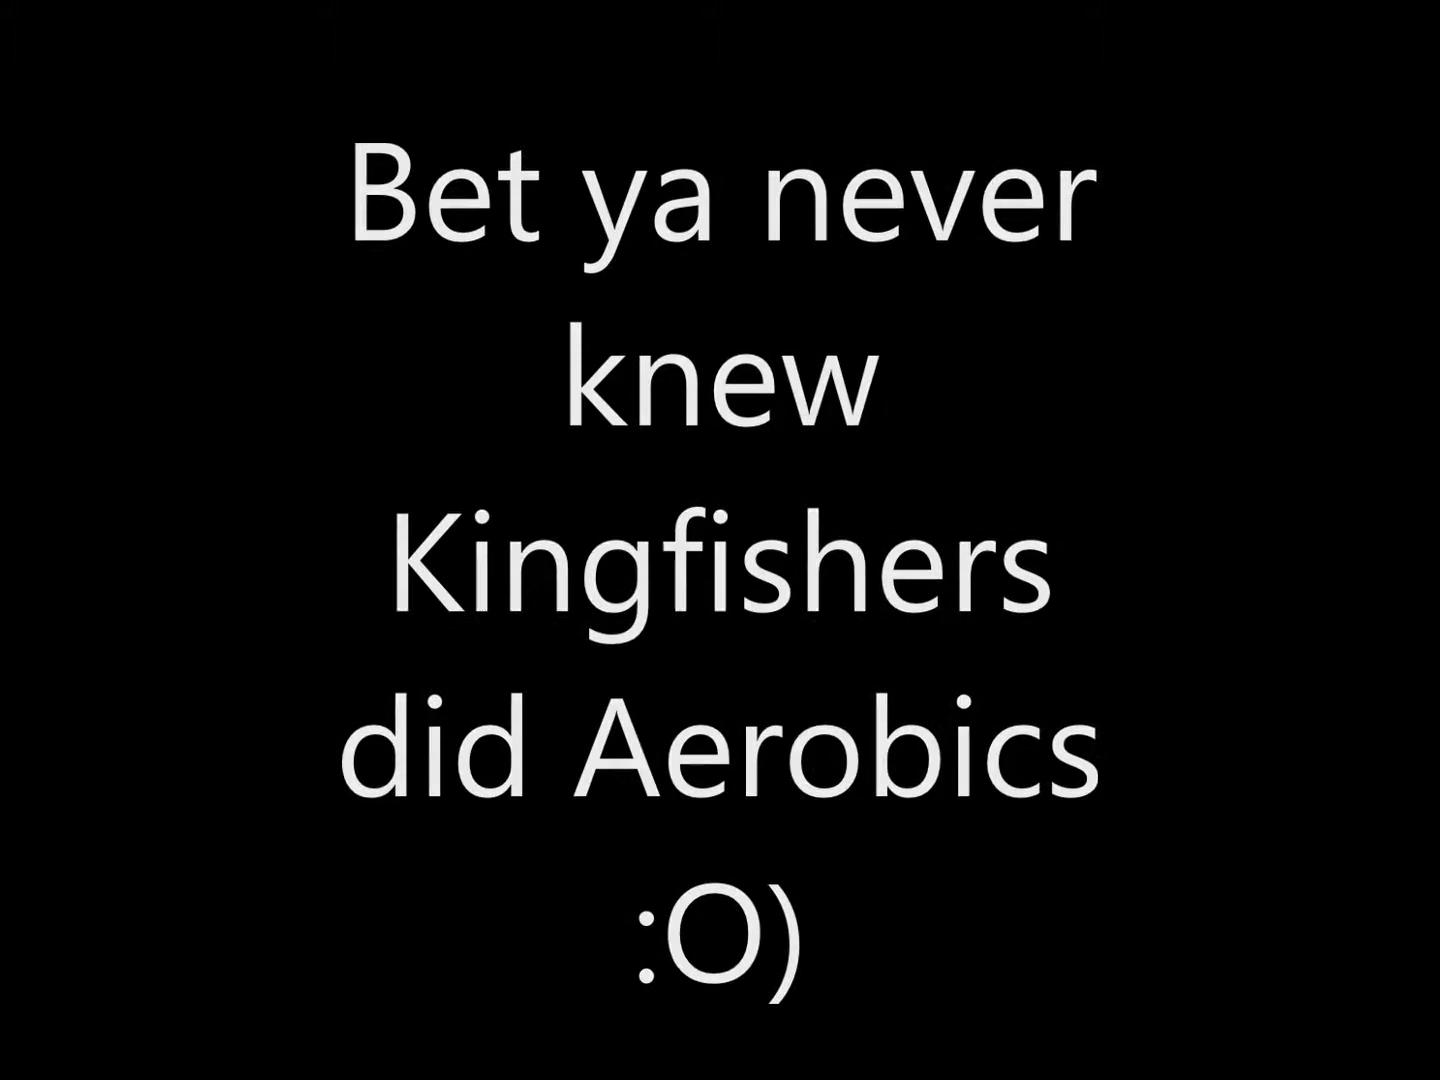 Bet ya never
knew
Kingfishers
did Aerobics
:O)